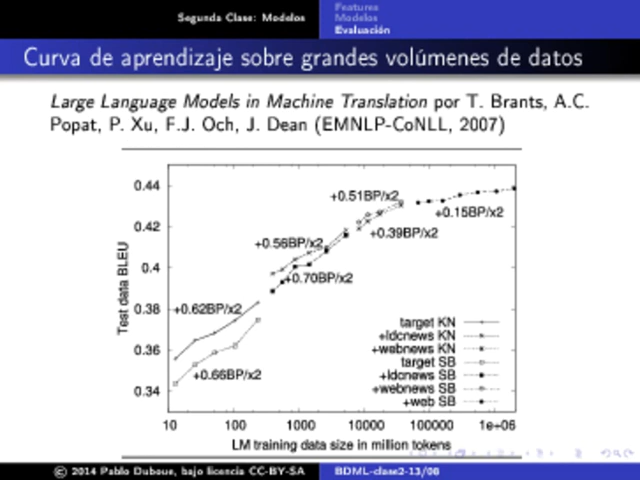 Segunda Clase: Modelos
Features
Modelos
Evaluación
Curva de aprendizaje sobre grandes volúmenes de datos
Large Language Models in Machine Translation por T. Brants, A.C.
Popat, P. Xu, F.J. Och, J. Dean (EMNLP-CoNLL, 2007)
Test data BLEU
0.44
0.42
0.4
0.38
0.36
0.34
+0.51BP/x2
+0.15BP/x2
+0.39BP/x2
+0.56BP/x2
+0.70BP/x2
+0.62BP/x2
+0.66BP/x2
target KN
+ldcnews KN
+webnews KN
target SB
+ldcnews SB
+webnews SB
+web SB
10 100 1000 10000 100000 1e+06
LM training data size in million tokens
© 2014 Pablo Duboue, bajo licencia CC-BY-SA
BDML-clase2-13/08